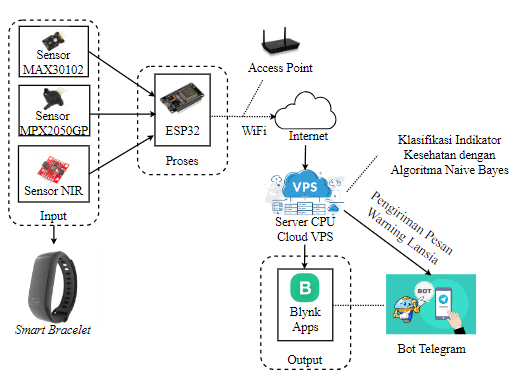 Sensor
MAX30102
Sensor
MPX2050GP
Sensor NIR
Input
Smart Bracelet
ESP32
Proses
Access Point
WiFi
Internet
Klasifikasi Indikator
Kesehatan dengan
Algoritma Naive Bayes
VPS
Server CPU
Cloud VPS
Pengiriman Pesan
Warning Lansia
B
Blynk
Apps
Output
BOT
Bot Telegram